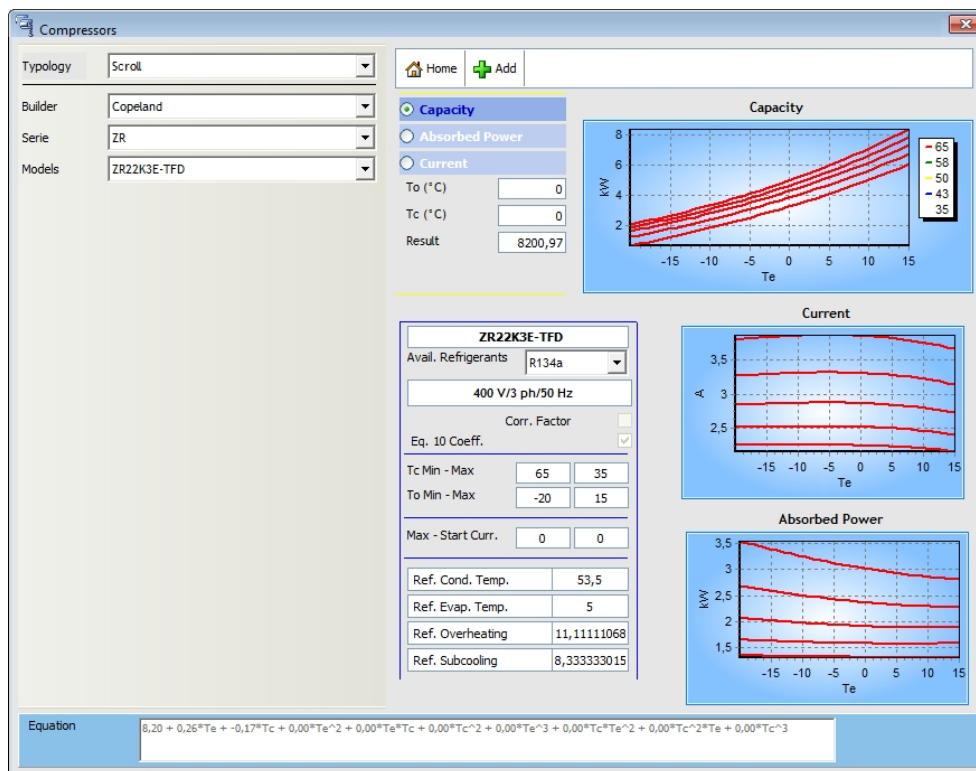 Compressors
Typology Scroll
Builder Copeland
Serie ZR
Models ZR22K3E-TFD
Home Add
Capacity
Absorbed Power
Current
To (°C) 0
Tc (°C) 0
Result 8200,97
Capacity
8
6
4
2
kW
-15 -10 -5 0 5 10 15
Te
65
58
50
43
35
ZR22K3E-TFD
Avail. Refrigerants R134a
400 V/3 ph/50 Hz
Corr. Factor
Eq. 10 Coeff.
Tc Min - Max 65 35
To Min - Max -20 15
Max - Start Curr. 0 0
Ref. Cond. Temp. 53,5
Ref. Evap. Temp. 5
Ref. Overheating 11,11111068
Ref. Subcooling 8,333333015
Current
3,5
3
2,5
A
-15 -10 -5 0 5 10 15
Te
Absorbed Power
3,5
3
2,5
2
1,5
kW
-15 -10 -5 0 5 10 15
Te
Equation 8,20 + 0,26*Te + -0,17*Tc + 0,00*Te^2 + 0,00*Te*Tc + 0,00*Tc^2 + 0,00*Te^3 + 0,00*Tc*Te^2 + 0,00*Tc^2*Te + 0,00*Tc^3